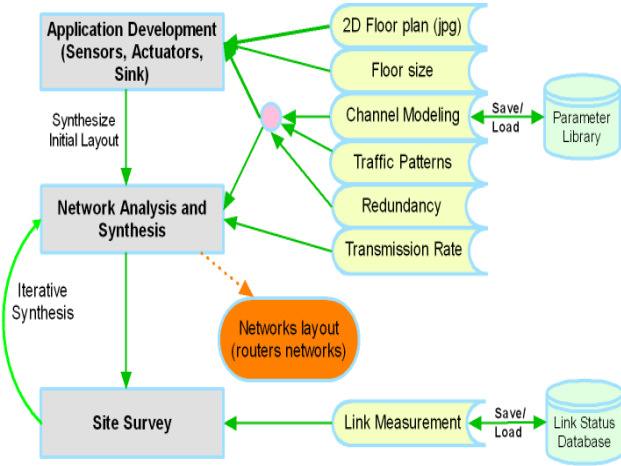 Application Development
(Sensors, Actuators,
Sink)
2D Floor plan (jpg)
Floor size
Channel Modeling
Save/
Load
Parameter
Library
Traffic Patterns
Redundancy
Transmission Rate
Synthesize
Initial Layout
Network Analysis and
Synthesis
Iterative
Synthesis
Networks layout
(routers networks)
Site Survey
Link Measurement
Save/
Load
Link Status
Database